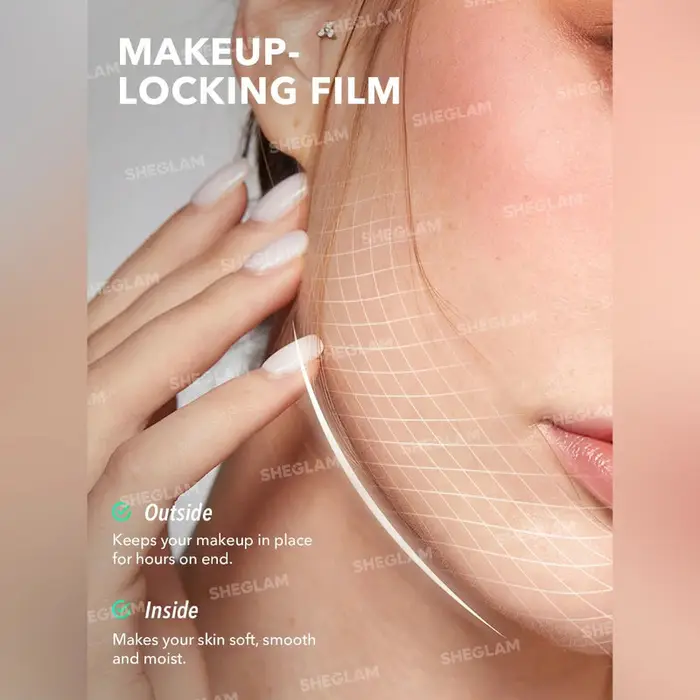 MAKEUP-
LOCKING FILM
Outside
Keeps your makeup in place
for hours on end.
Inside
Makes your skin soft, smooth
and moist.
SHEGLAM